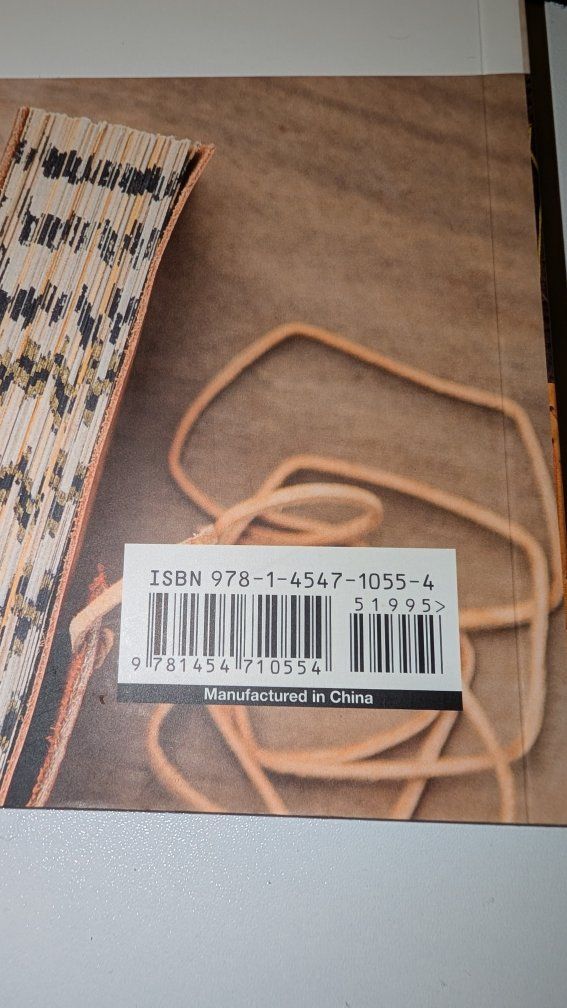 ISBN 978-1-4547-1055-4
51995>
9 781454 710554
Manufactured in China